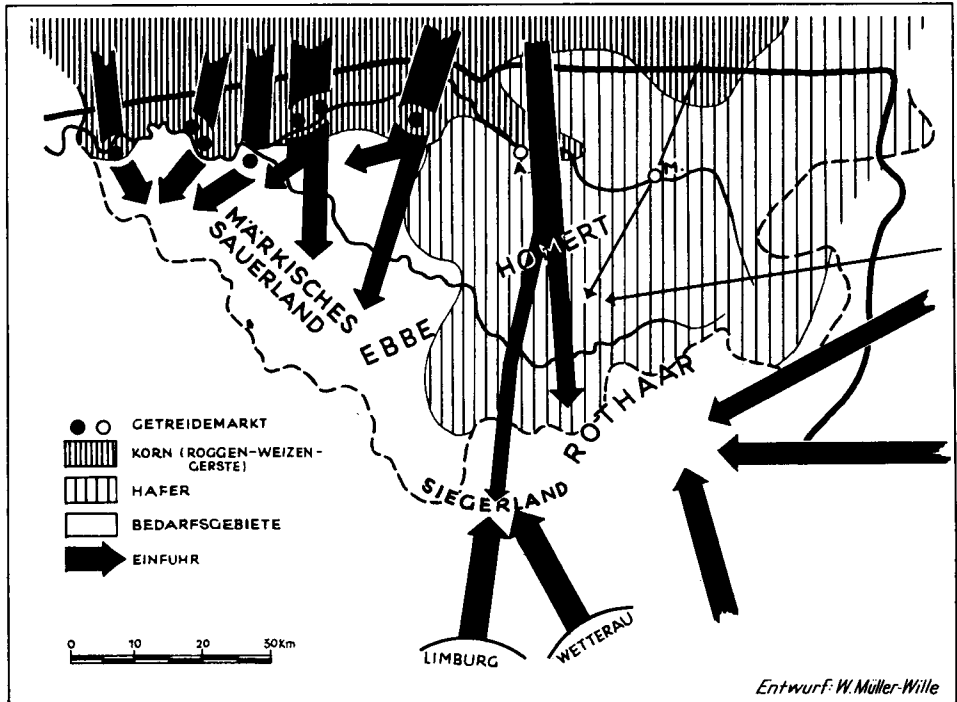 A.
D.
M.
HOMERT
MÄRKISCHES
SAUERLAND
EBBE
ROTHAAR
SIEGERLAND
GETREIDEMARKT
KORN (ROGGEN-WEIZEN-
GERSTE)
HAFER
BEDARFSGEBIETE
EINFUHR
0 10 20 30Km
LIMBURG
WETTERAU
Entwurf: W. Müller-Wille